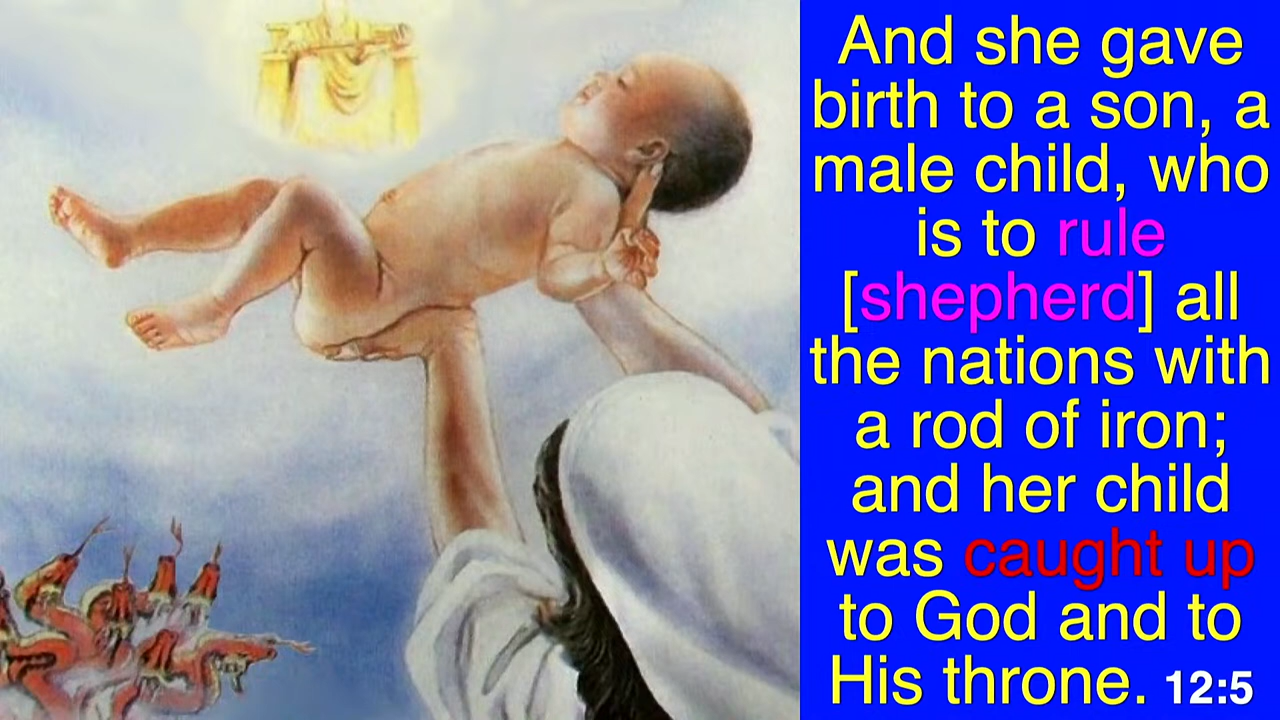 And she gave
birth to a son, a
male child, who
is to rule
[shepherd] all
the nations with
a rod of iron;
and her child
was caught up
to God and to
His throne. 12:5